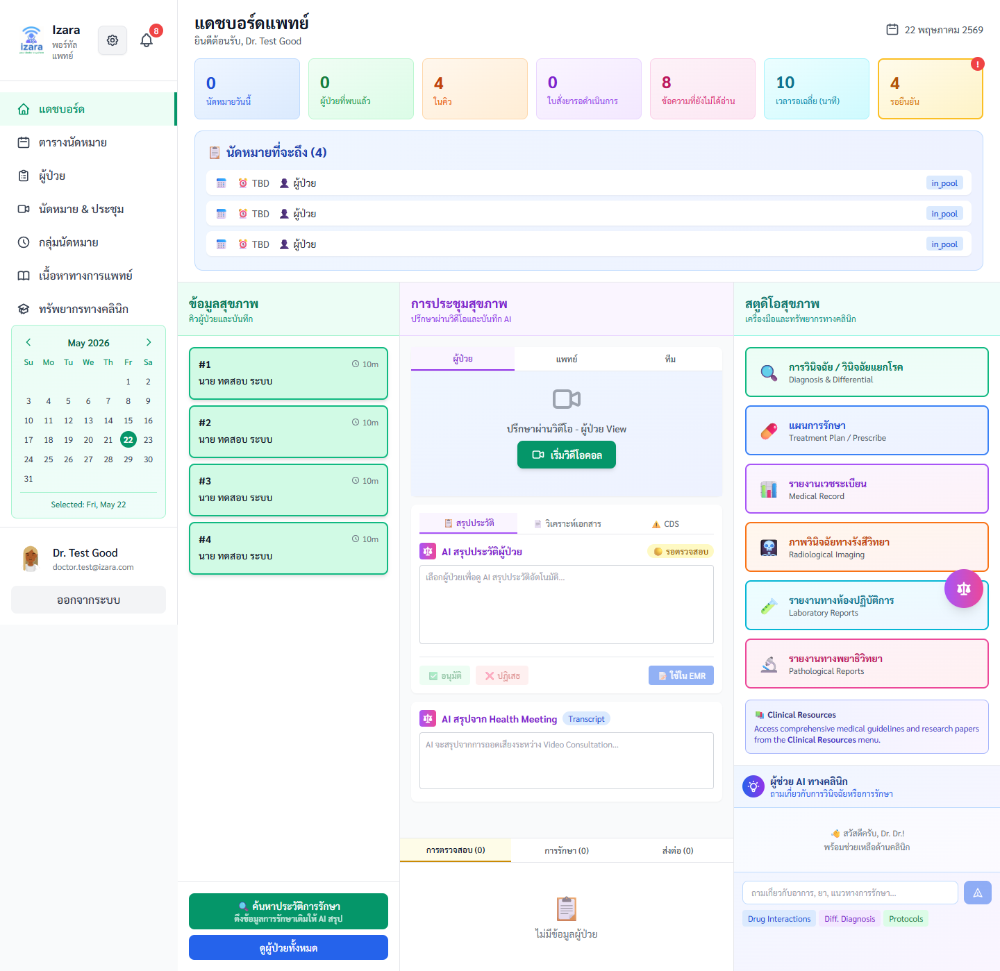 izara
Izara
พอร์ทัล
แพทย์
8
แดชบอร์ด
ตารางนัดหมาย
ผู้ป่วย
นัดหมาย & ประชุม
กลุ่มนัดหมาย
เนื้อหาทางการแพทย์
ทรัพยากรทางคลินิก
May 2026
Su Mo Tu We Th Fr Sa
1 2
3 4 5 6 7 8 9
10 11 12 13 14 15 16
17 18 19 20 21 22 23
24 25 26 27 28 29 30
31
Selected: Fri, May 22
Dr. Test Good
doctor.test@izara.com
ออกจากระบบ
แดชบอร์ดแพทย์
ยินดีต้อนรับ, Dr. Test Good
22 พฤษภาคม 2569
0
นัดหมายวันนี้
0
ผู้ป่วยที่พบแล้ว
4
ในคิว
0
ใบสั่งยารอดำเนินการ
8
ข้อความที่ยังไม่ได้อ่าน
10
เวลารอเฉลี่ย (นาที)
!
4
รอยืนยัน
นัดหมายที่จะถึง (4)
TBD ผู้ป่วย in_pool
TBD ผู้ป่วย in_pool
TBD ผู้ป่วย in_pool
ข้อมูลสุขภาพ
คิวผู้ป่วยและบันทึก
#1 10m
นาย ทดสอบ ระบบ
#2 10m
นาย ทดสอบ ระบบ
#3 10m
นาย ทดสอบ ระบบ
#4 10m
นาย ทดสอบ ระบบ
ค้นหาประวัติการรักษา
ดึงข้อมูลการรักษาเดิมให้ AI สรุป
ดูผู้ป่วยทั้งหมด
การประชุมสุขภาพ
ปรึกษาผ่านวิดีโอและบันทึก AI
ผู้ป่วย แพทย์ ทีม
ปรึกษาผ่านวิดีโอ - ผู้ป่วย View
เริ่มวิดีโอคอล
สรุปประวัติ วิเคราะห์เอกสาร CDS
AI สรุปประวัติผู้ป่วย รอตรวจสอบ
เลือกผู้ป่วยเพื่อดู AI สรุปประวัติอัตโนมัติ...
อนุมัติ ปฏิเสธ ใช้ใน EMR
AI สรุปจาก Health Meeting Transcript
AI จะสรุปจากการถอดเสียงระหว่าง Video Consultation...
การตรวจสอบ (0) การรักษา (0) ส่งต่อ (0)
ไม่มีข้อมูลผู้ป่วย
สตูดิโอสุขภาพ
เครื่องมือและทรัพยากรทางคลินิก
การวินิจฉัย / วินิจฉัยแยกโรค
Diagnosis & Differential
แผนการรักษา
Treatment Plan / Prescribe
รายงานเวชระเบียน
Medical Record
ภาพวินิจฉัยทางรังสีวิทยา
Radiological Imaging
รายงานทางห้องปฏิบัติการ
Laboratory Reports
รายงานทางพยาธิวิทยา
Pathological Reports
Clinical Resources
Access comprehensive medical guidelines and research papers
from the Clinical Resources menu.
ผู้ช่วย AI ทางคลินิก
ถามเกี่ยวกับการวินิจฉัยหรือการรักษา
สวัสดีครับ, Dr. Dr.!
พร้อมช่วยเหลือด้านคลินิก
ถามเกี่ยวกับอาการ, ยา, แนวทางการรักษา...
Drug Interactions Diff. Diagnosis Protocols